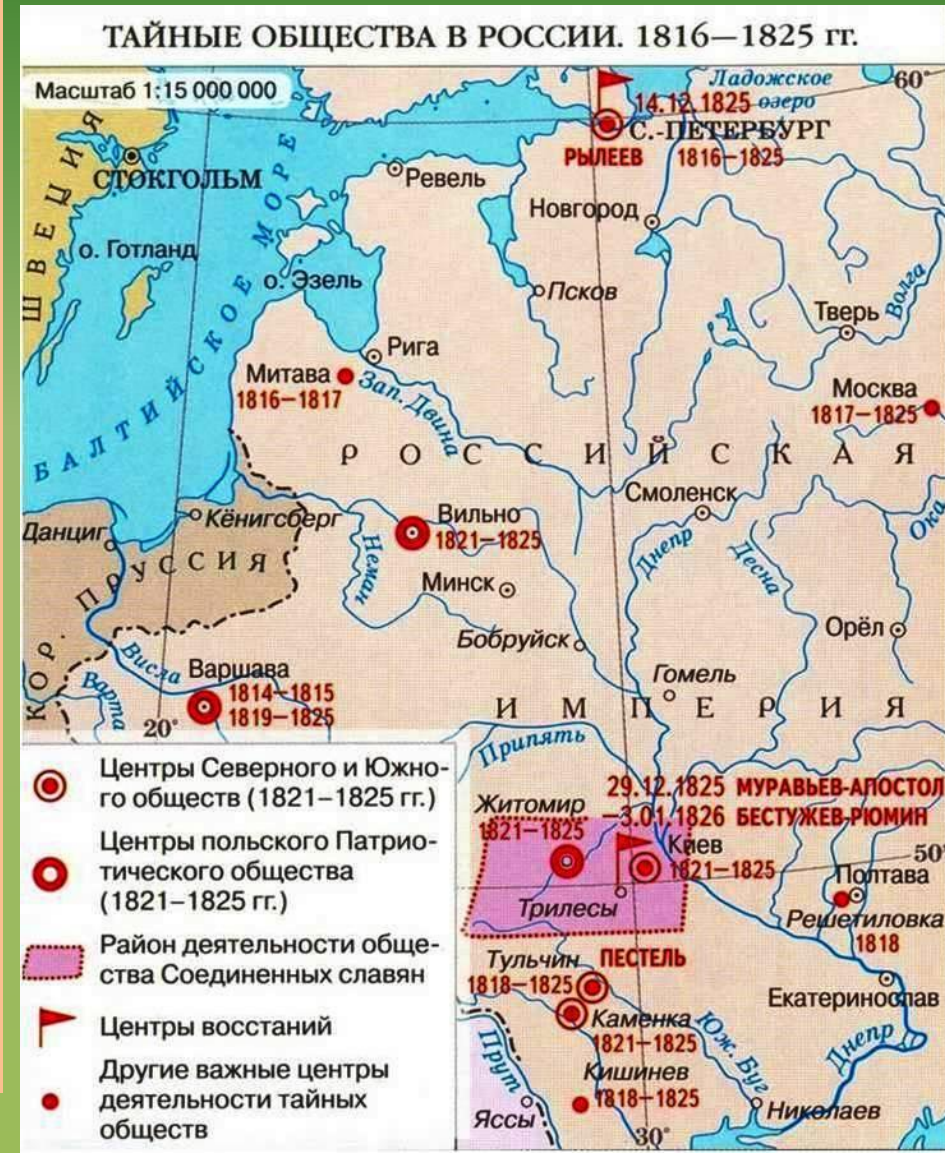 ТАЙНЫЕ ОБЩЕСТВА В РОССИИ. 1816—1825 гг.
Масштаб 1:15 000 000
Ладожское
озеро
60°
14.12.1825
С.-ПЕТЕРБУРГ
РЫЛЕЕВ 1816–1825
ШВЕЦИЯ
СТОКГОЛЬМ
Ревель
Новгород
о. Готланд
БАЛТИЙСКОЕ МОРЕ
о. Эзель
Псков
Тверь
Волга
Рига
Митава
1816–1817
Зап. Двина
Москва
1817–1825
РОССИЙСКАЯ
Смоленск
Данциг
Кёнигсберг
Вильно
1821–1825
Днепр
Десна
Ока
КОР. ПРУССИЯ
Неман
Минск
Бобруйск
Орёл
Висла
Варта
Варшава
1814–1815
1819–1825
Гомель
ИМПЕРИЯ
20°
Припять
29.12.1825 МУРАВЬЕВ-АПОСТОЛ
–3.01.1826 БЕСТУЖЕВ-РЮМИН
Житомир
1821–1825
Киев
1821–1825
50°
Полтава
Трилесы
Решетиловка
1818
Тульчин ПЕСТЕЛЬ
1818–1825
Екатеринослав
Каменка
1821–1825
Юж. Буг
Днепр
Прут
Кишинев
1818–1825
Яссы
Николаев
30°
Центры Северного и Южно-
го обществ (1821–1825 гг.)
Центры польского Патрио-
тического общества
(1821–1825 гг.)
Район деятельности обще-
ства Соединенных славян
Центры восстаний
Другие важные центры
деятельности тайных
обществ